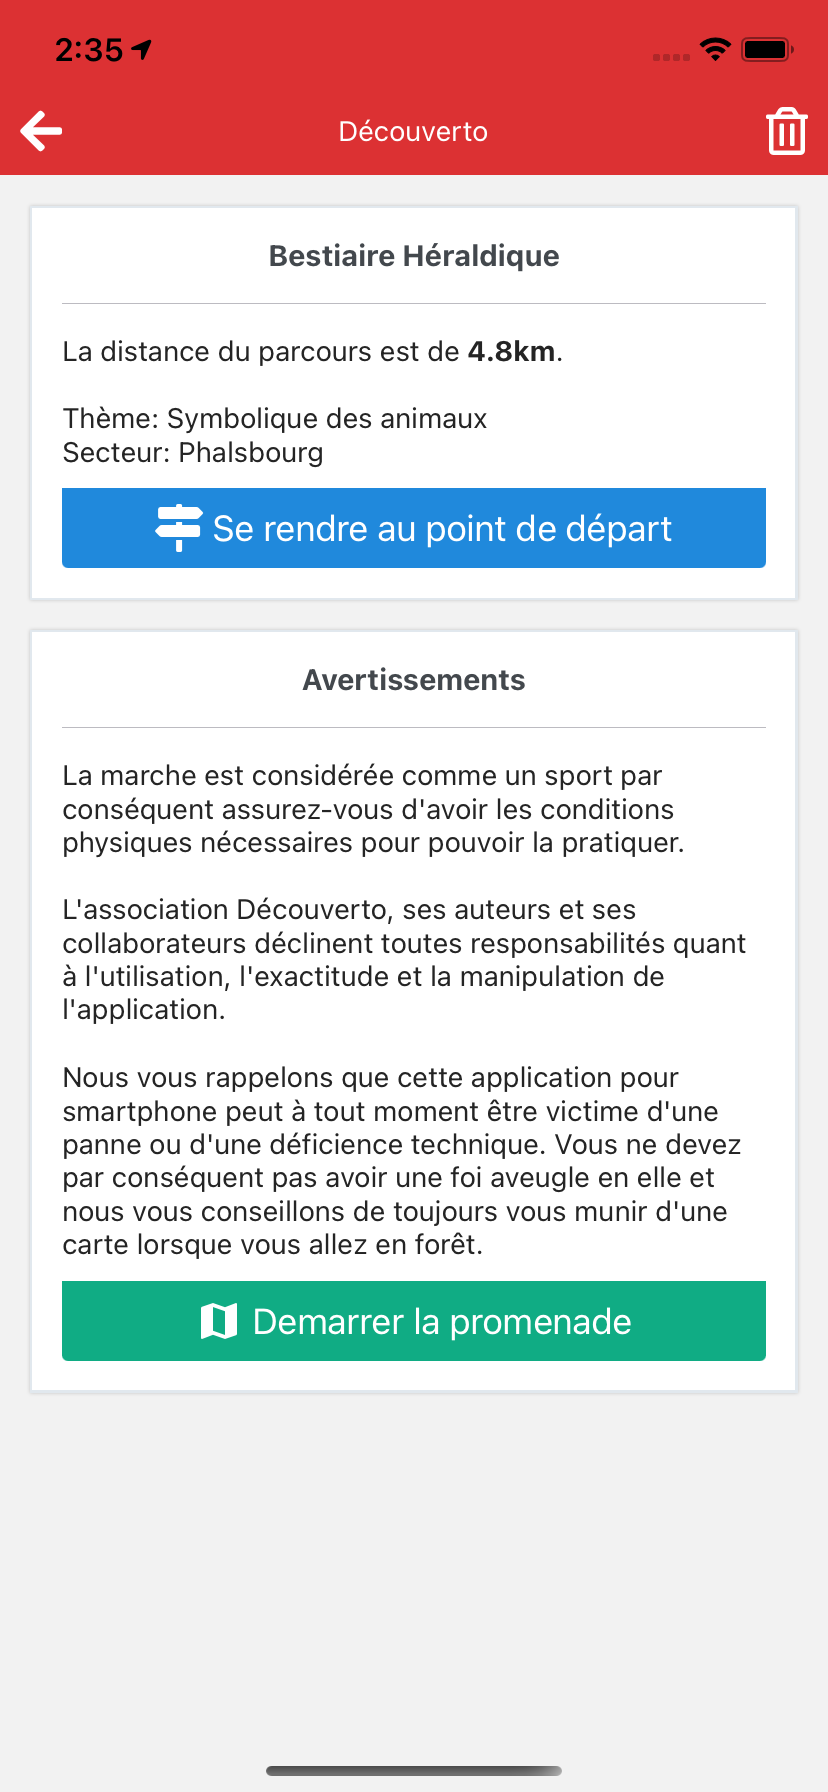 2:35
Découverto
Bestiaire Héraldique
La distance du parcours est de 4.8km.
Thème: Symbolique des animaux
Secteur: Phalsbourg
Se rendre au point de départ
Avertissements
La marche est considérée comme un sport par
conséquent assurez-vous d'avoir les conditions
physiques nécessaires pour pouvoir la pratiquer.
L'association Découverto, ses auteurs et ses
collaborateurs déclinent toutes responsabilités quant
à l'utilisation, l'exactitude et la manipulation de
l'application.
Nous vous rappelons que cette application pour
smartphone peut à tout moment être victime d'une
panne ou d'une déficience technique. Vous ne devez
par conséquent pas avoir une foi aveugle en elle et
nous vous conseillons de toujours vous munir d'une
carte lorsque vous allez en forêt.
Demarrer la promenade